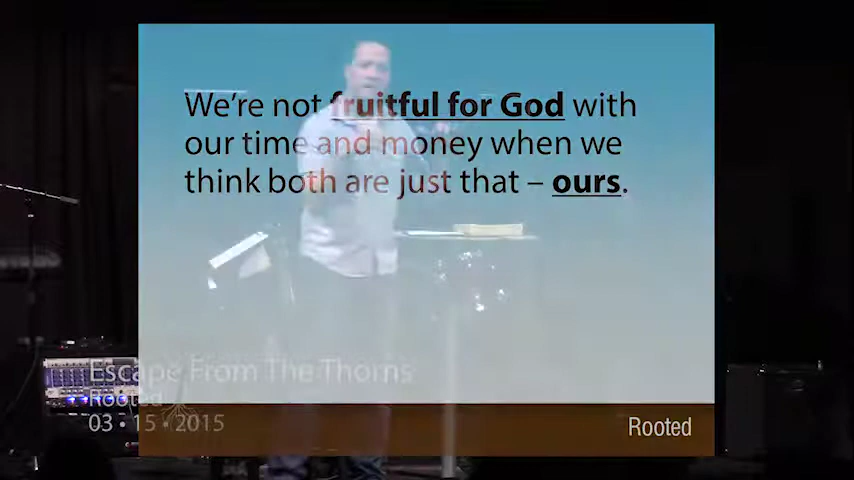 We're not fruitful for God with
our time and money when we
think both are just that – ours.
Escape From The Thorns
Rooted
03 • 15 • 2015
Rooted